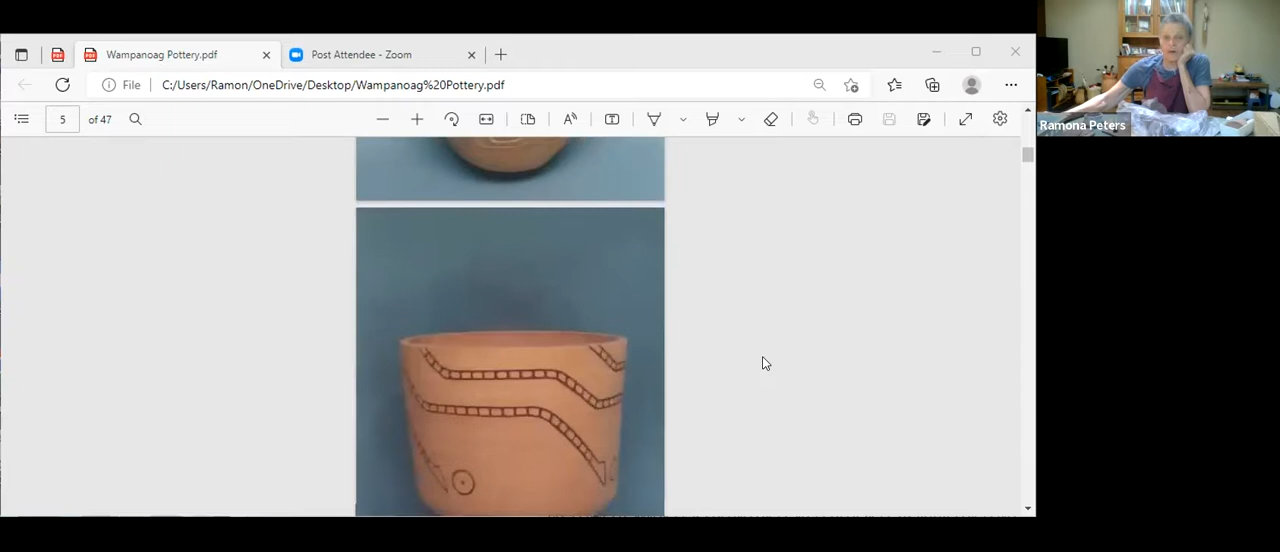 Wampanoag Pottery.pdf
Post Attendee - Zoom
File
C:/Users/Ramon/OneDrive/Desktop/Wampanoag%20Pottery.pdf
5 of 47
Ramona Peters